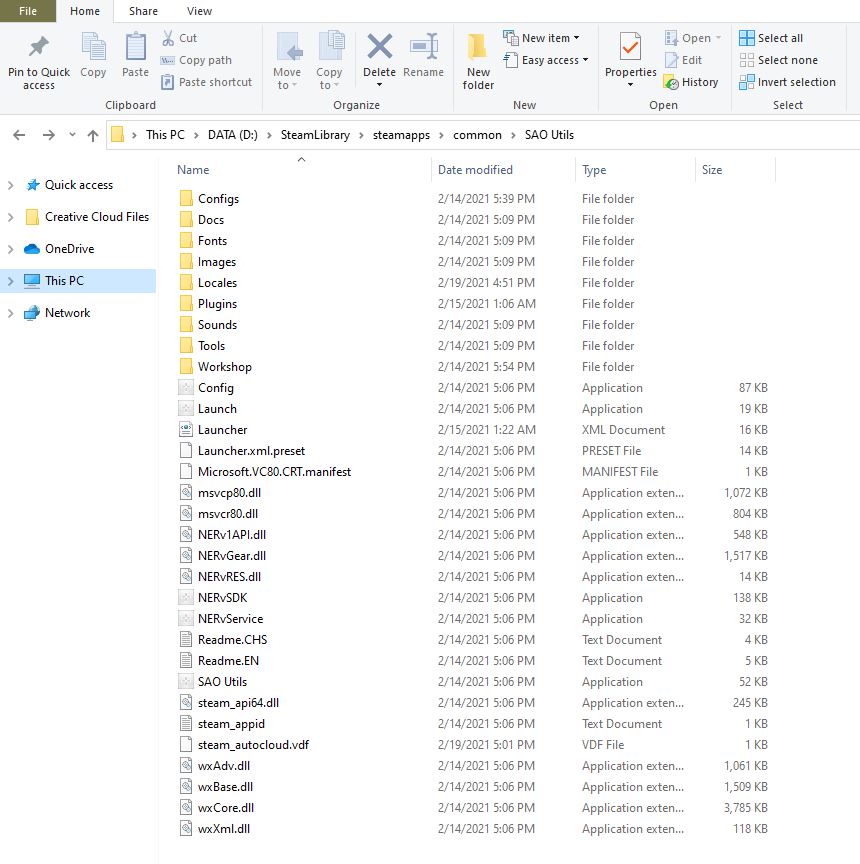 File Home Share View
Pin to Quick access
Copy
Paste
Cut
Copy path
Paste shortcut
Clipboard
Move to
Copy to
Delete
Rename
Organize
New folder
New item
Easy access
New
Properties
Open
Edit
History
Open
Select all
Select none
Invert selection
Select
This PC DATA (D:) SteamLibrary steamapps common SAO Utils
Quick access
Creative Cloud Files
OneDrive
This PC
Network
Name Date modified Type Size
Configs 2/14/2021 5:39 PM File folder
Docs 2/14/2021 5:09 PM File folder
Fonts 2/14/2021 5:09 PM File folder
Images 2/14/2021 5:09 PM File folder
Locales 2/19/2021 4:51 PM File folder
Plugins 2/15/2021 1:06 AM File folder
Sounds 2/14/2021 5:09 PM File folder
Tools 2/14/2021 5:09 PM File folder
Workshop 2/14/2021 5:54 PM File folder
Config 2/14/2021 5:06 PM Application 87 KB
Launch 2/14/2021 5:06 PM Application 19 KB
Launcher 2/15/2021 1:22 AM XML Document 16 KB
Launcher.xml.preset 2/14/2021 5:06 PM PRESET File 14 KB
Microsoft.VC80.CRT.manifest 2/14/2021 5:06 PM MANIFEST File 1 KB
msvcp80.dll 2/14/2021 5:06 PM Application exten... 1,072 KB
msvcr80.dll 2/14/2021 5:06 PM Application exten... 804 KB
NERv1API.dll 2/14/2021 5:06 PM Application exten... 548 KB
NERvGear.dll 2/14/2021 5:06 PM Application exten... 1,517 KB
NERvRES.dll 2/14/2021 5:06 PM Application exten... 14 KB
NERvSDK 2/14/2021 5:06 PM Application 138 KB
NERvService 2/14/2021 5:06 PM Application 32 KB
Readme.CHS 2/14/2021 5:06 PM Text Document 4 KB
Readme.EN 2/14/2021 5:06 PM Text Document 5 KB
SAO Utils 2/14/2021 5:06 PM Application 52 KB
steam_api64.dll 2/14/2021 5:06 PM Application exten... 245 KB
steam_appid 2/14/2021 5:06 PM Text Document 1 KB
steam_autocloud.vdf 2/19/2021 5:01 PM VDF File 1 KB
wxAdv.dll 2/14/2021 5:06 PM Application exten... 1,061 KB
wxBase.dll 2/14/2021 5:06 PM Application exten... 1,509 KB
wxCore.dll 2/14/2021 5:06 PM Application exten... 3,785 KB
wxXml.dll 2/14/2021 5:06 PM Application exten... 118 KB